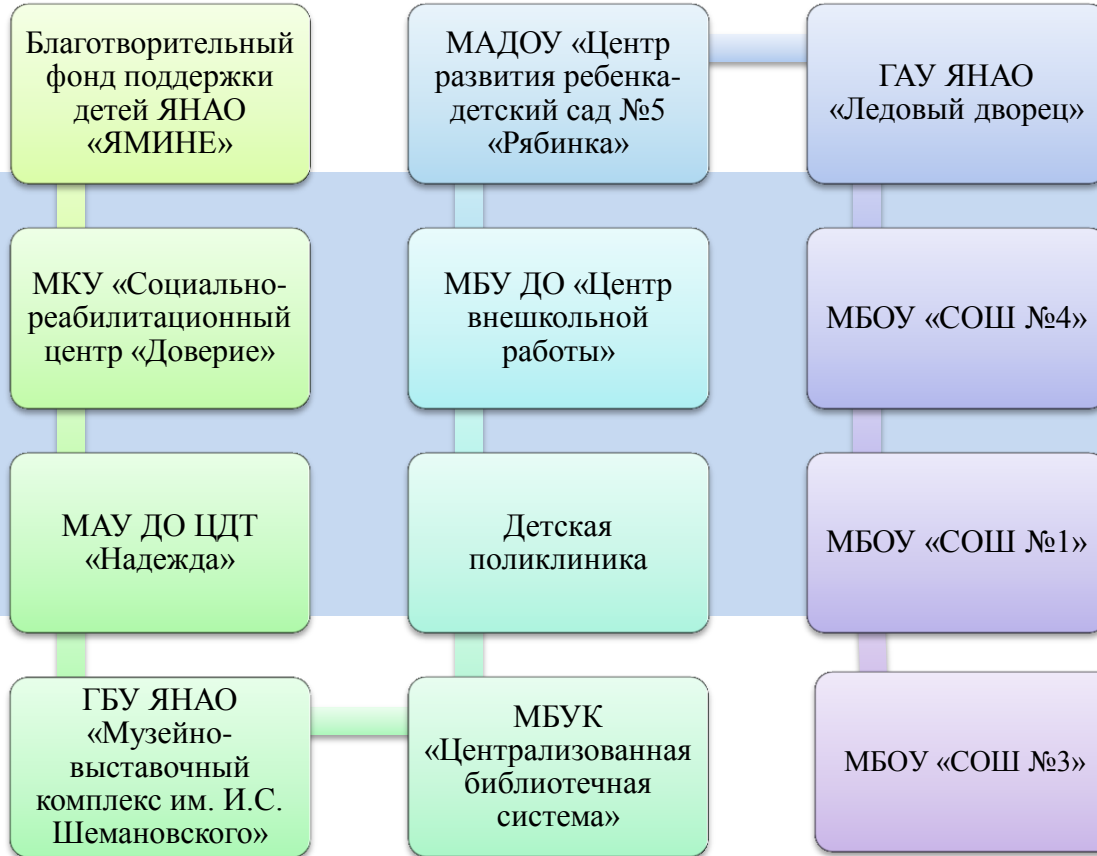 Благотворительный
фонд поддержки
детей ЯНАО
«ЯМИНЕ»
МКУ «Социально-
реабилитационный
центр «Доверие»
МАУ ДО ЦДТ
«Надежда»
ГБУ ЯНАО
«Музейно-
выставочный
комплекс им. И.С.
Шемановского»
МБУК
«Централизованная
библиотечная
система»
Детская
поликлиника
МБУ ДО «Центр
внешкольной
работы»
МАДОУ «Центр
развития ребенка-
детский сад №5
«Рябинка»
ГАУ ЯНАО
«Ледовый дворец»
МБОУ «СОШ №4»
МБОУ «СОШ №1»
МБОУ «СОШ №3»